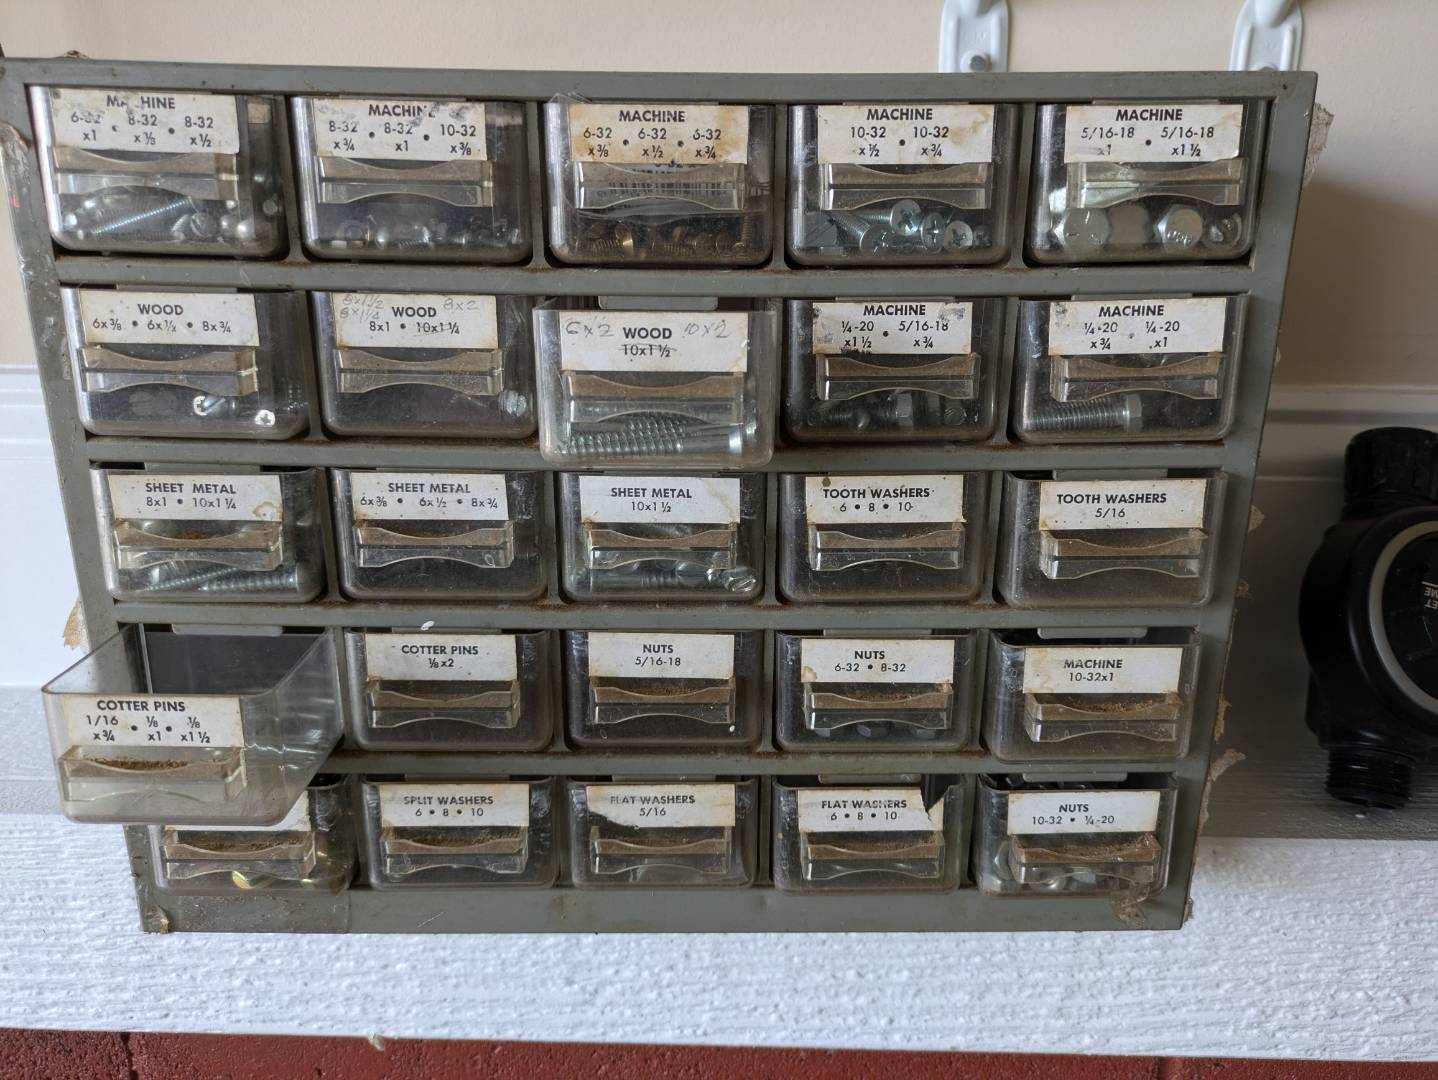 MACHINE
6-32 • 8-32 • 8-32
x1 x⅓ x½
MACHINE
8-32 • 8-32 • 10-32
x¾ x1 x⅜
MACHINE
6-32 • 6-32 • 6-32
x⅜ x½ x¾
MACHINE
10-32 • 10-32
x½ x¾
MACHINE
5/16-18 • 5/16-18
x1 x1½
WOOD
6x⅜ • 6x½ • 8x¾
8x1½ WOOD 8x2
8x1¼
8x1 • 10x1¼
6x2 WOOD 10x2
10x1½
MACHINE
¼-20 • 5/16-18
x1½ x¾
MACHINE
¼-20 • ¼-20
x¾ x1
SHEET METAL
8x1 • 10x1¼
SHEET METAL
6x⅜ • 6x½ • 8x¾
SHEET METAL
10x1½
TOOTH WASHERS
6 • 8 • 10
TOOTH WASHERS
5/16
COTTER PINS
1/16 • ⅛ • ⅛
x¾ x1 x1½
COTTER PINS
⅛x2
NUTS
5/16-18
NUTS
6-32 • 8-32
MACHINE
10-32x1
SPLIT WASHERS
6 • 8 • 10
FLAT WASHERS
5/16
FLAT WASHERS
6 • 8 • 10
NUTS
10-32 • ¼-20